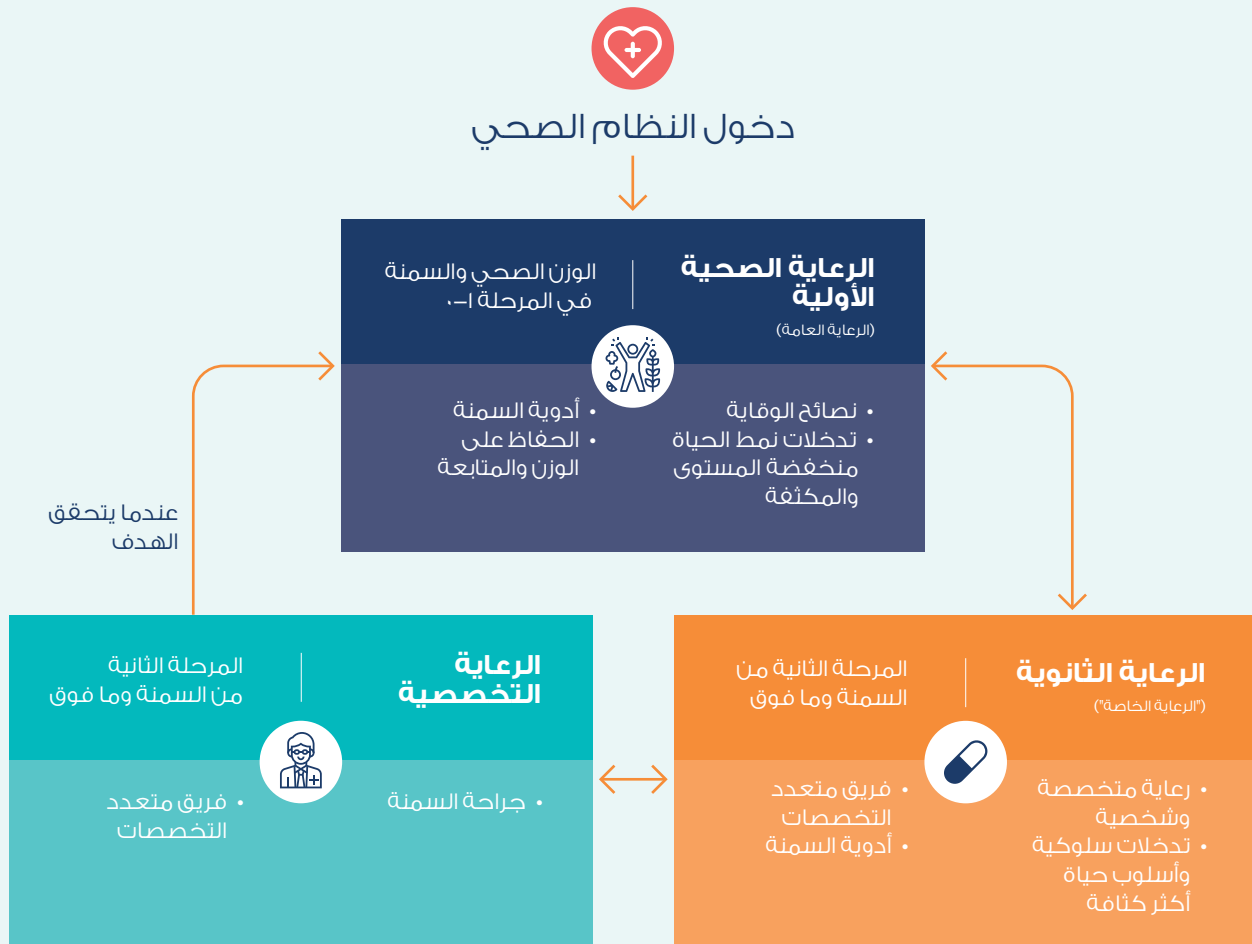 دخول النظام الصحي
الرعاية الصحية
الأولية
(الرعاية العامة)
الوزن الصحي والسمنة
في المرحلة ١–٠
• نصائح الوقاية
• تدخلات نمط الحياة
منخفضة المستوى
والمكثفة
• أدوية السمنة
• الحفاظ على
الوزن والمتابعة
عندما يتحقق
الهدف
الرعاية الثانوية
("الرعاية الخاصة")
المرحلة الثانية من
السمنة وما فوق
• رعاية متخصصة
وشخصية
• تدخلات سلوكية
وأسلوب حياة
أكثر كثافة
• فريق متعدد
التخصصات
• أدوية السمنة
الرعاية
التخصصية
المرحلة الثانية
من السمنة وما فوق
• جراحة السمنة
• فريق متعدد
التخصصات